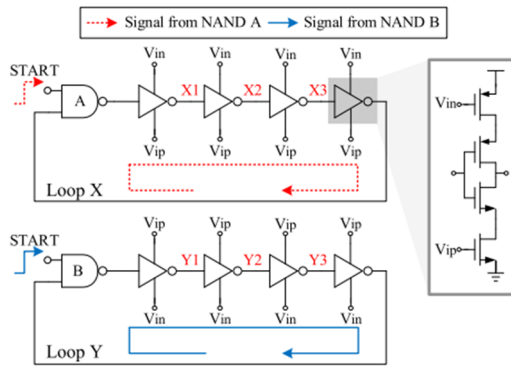 Signal from NAND A Signal from NAND B
Vin Vin Vin Vin
START
A X1 X2 X3
Vip Vip Vip Vip
Loop X
Vin
Vip
Vip Vip Vip Vip
START
B Y1 Y2 Y3
Vin Vin Vin Vin
Loop Y